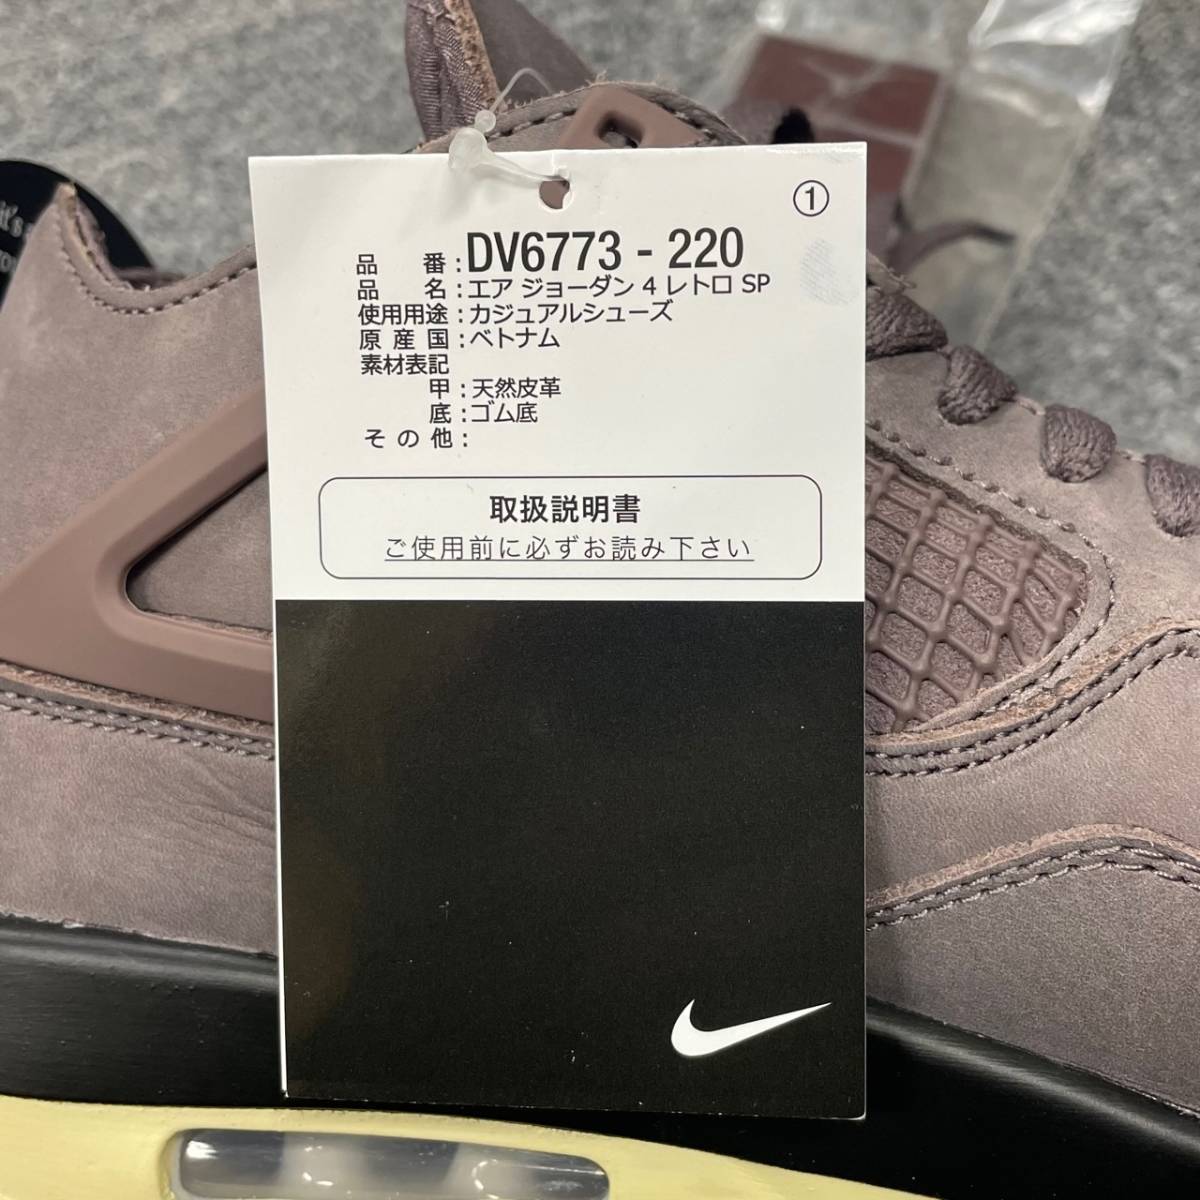 ①
品番:DV6773 - 220
品名:エア ジョーダン 4 レトロ SP
使用用途:カジュアルシューズ
原産国:ベトナム
素材表記
甲:天然皮革
底:ゴム底
その他:
取扱説明書
ご使用前に必ずお読み下さい
it's